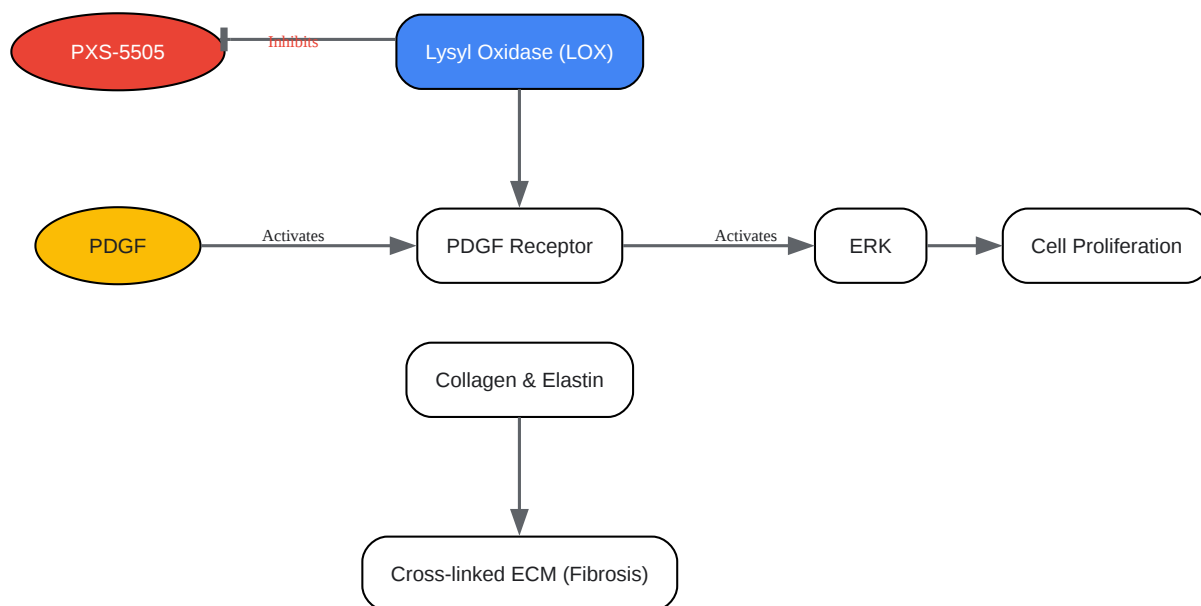 PXS-5505
Inhibits
Lysyl Oxidase (LOX)
PDGF
Activates
PDGF Receptor
Activates
ERK
Cell Proliferation
Collagen & Elastin
Cross-linked ECM (Fibrosis)